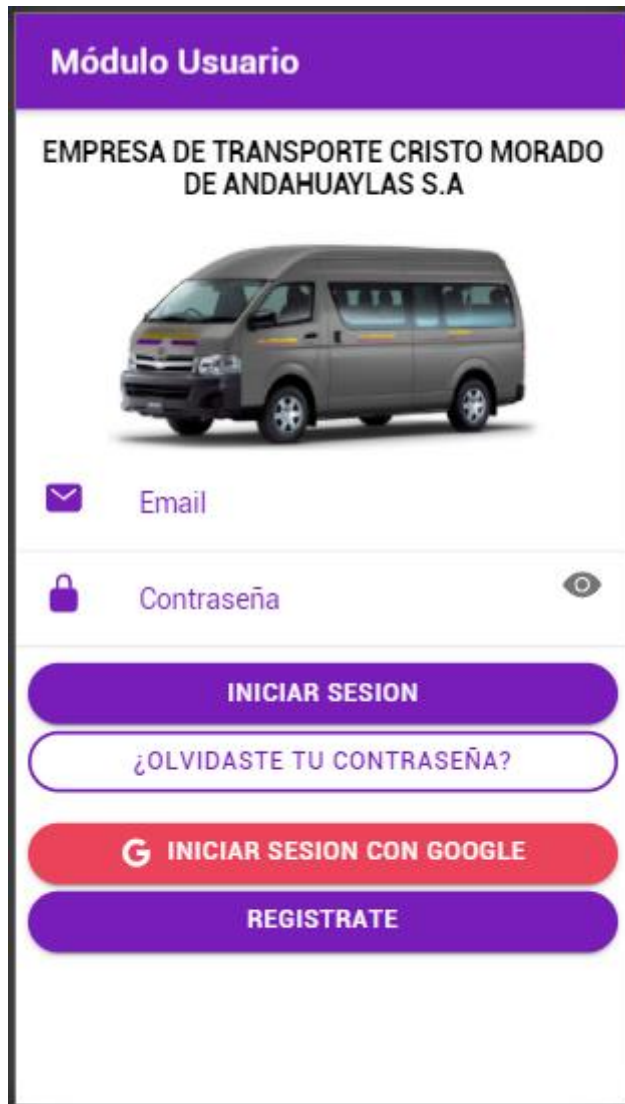 Módulo Usuario
EMPRESA DE TRANSPORTE CRISTO MORADO
DE ANDAHUAYLAS S.A
Email
Contraseña
INICIAR SESION
¿OLVIDASTE TU CONTRASEÑA?
G INICIAR SESION CON GOOGLE
REGISTRATE